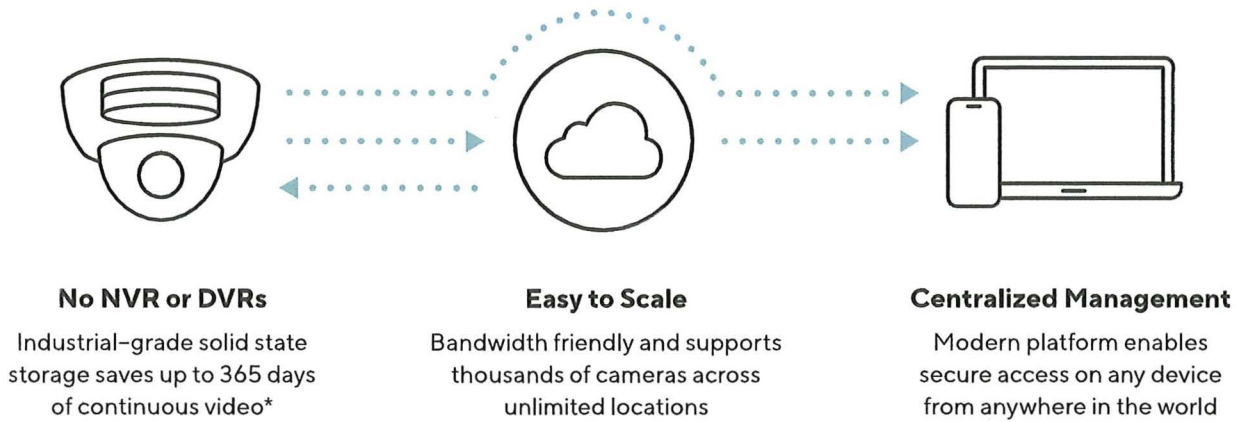 No NVR or DVRs
Industrial-grade solid state
storage saves up to 365 days
of continuous video*
Easy to Scale
Bandwidth friendly and supports
thousands of cameras across
unlimited locations
Centralized Management
Modern platform enables
secure access on any device
from anywhere in the world